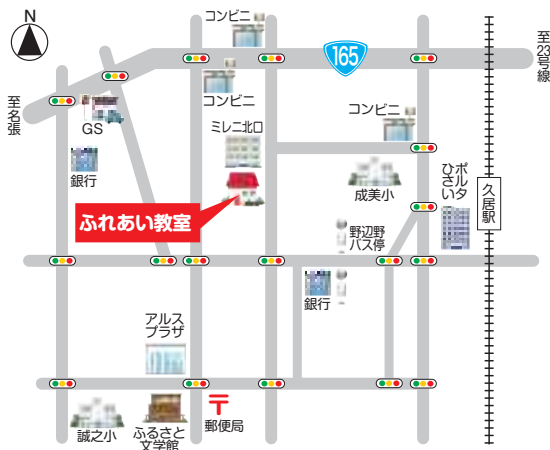 N
コンビニ
165
至23号線
至名張
GS
コンビニ
コンビニ
ミレニ北口
銀行
成美小
ポルタ
ひさい
久居駅
ふれあい教室
野辺野
バス停
銀行
アルス
プラザ
誠之小
ふるさと
文学館
郵便局